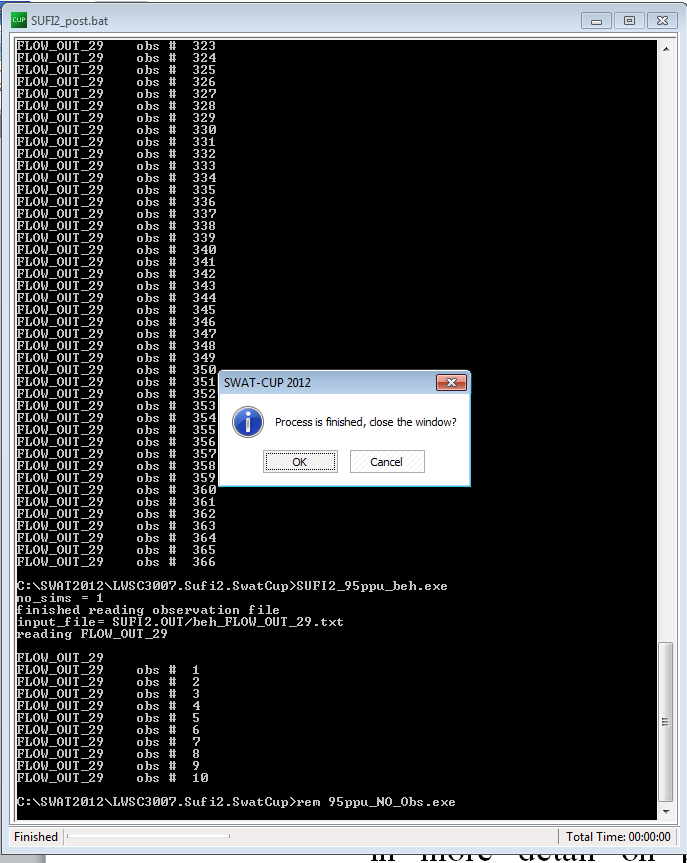 CUP SUFI2_post.bat
FLOW_OUT_29 obs # 323
FLOW_OUT_29 obs # 324
FLOW_OUT_29 obs # 325
FLOW_OUT_29 obs # 326
FLOW_OUT_29 obs # 327
FLOW_OUT_29 obs # 328
FLOW_OUT_29 obs # 329
FLOW_OUT_29 obs # 330
FLOW_OUT_29 obs # 331
FLOW_OUT_29 obs # 332
FLOW_OUT_29 obs # 333
FLOW_OUT_29 obs # 334
FLOW_OUT_29 obs # 335
FLOW_OUT_29 obs # 336
FLOW_OUT_29 obs # 337
FLOW_OUT_29 obs # 338
FLOW_OUT_29 obs # 339
FLOW_OUT_29 obs # 340
FLOW_OUT_29 obs # 341
FLOW_OUT_29 obs # 342
FLOW_OUT_29 obs # 343
FLOW_OUT_29 obs # 344
FLOW_OUT_29 obs # 345
FLOW_OUT_29 obs # 346
FLOW_OUT_29 obs # 347
FLOW_OUT_29 obs # 348
FLOW_OUT_29 obs # 349
FLOW_OUT_29 obs # 350
FLOW_OUT_29 obs # 351
FLOW_OUT_29 obs # 352
FLOW_OUT_29 obs # 353
FLOW_OUT_29 obs # 354
FLOW_OUT_29 obs # 355
FLOW_OUT_29 obs # 356
FLOW_OUT_29 obs # 357
FLOW_OUT_29 obs # 358
FLOW_OUT_29 obs # 359
FLOW_OUT_29 obs # 360
FLOW_OUT_29 obs # 361
FLOW_OUT_29 obs # 362
FLOW_OUT_29 obs # 363
FLOW_OUT_29 obs # 364
FLOW_OUT_29 obs # 365
FLOW_OUT_29 obs # 366
SWAT-CUP 2012
Process is finished, close the window?
OK Cancel
C:\SWAT2012\LWSC3007.Sufi2.SwatCup>SUFI2_95ppu_beh.exe
no_sims = 1
finished reading observation file
input_file= SUFI2.OUT/beh_FLOW_OUT_29.txt
reading FLOW_OUT_29
FLOW_OUT_29
FLOW_OUT_29 obs # 1
FLOW_OUT_29 obs # 2
FLOW_OUT_29 obs # 3
FLOW_OUT_29 obs # 4
FLOW_OUT_29 obs # 5
FLOW_OUT_29 obs # 6
FLOW_OUT_29 obs # 7
FLOW_OUT_29 obs # 8
FLOW_OUT_29 obs # 9
FLOW_OUT_29 obs # 10
C:\SWAT2012\LWSC3007.Sufi2.SwatCup>rem 95ppu_NO_Obs.exe
Finished Total Time: 00:00:00
in more detail on